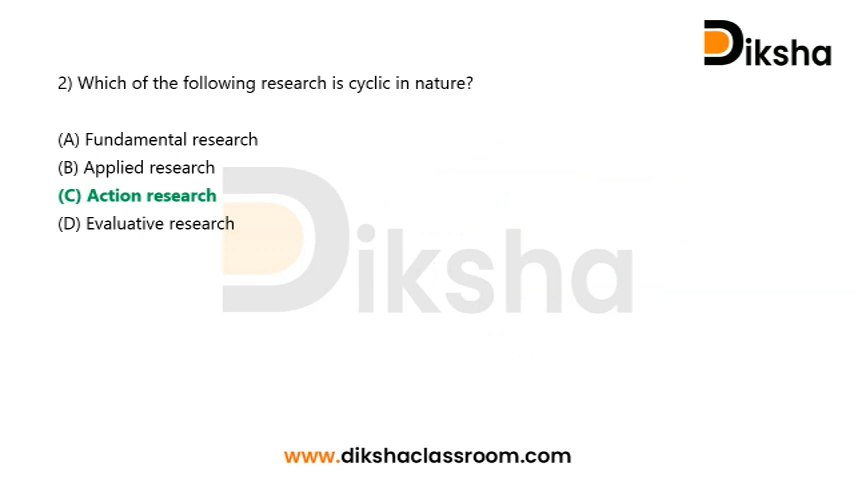 Diksha
2) Which of the following research is cyclic in nature?
(A) Fundamental research
(B) Applied research
(C) Action research
(D) Evaluative research
Diksha
www.dikshaclassroom.com